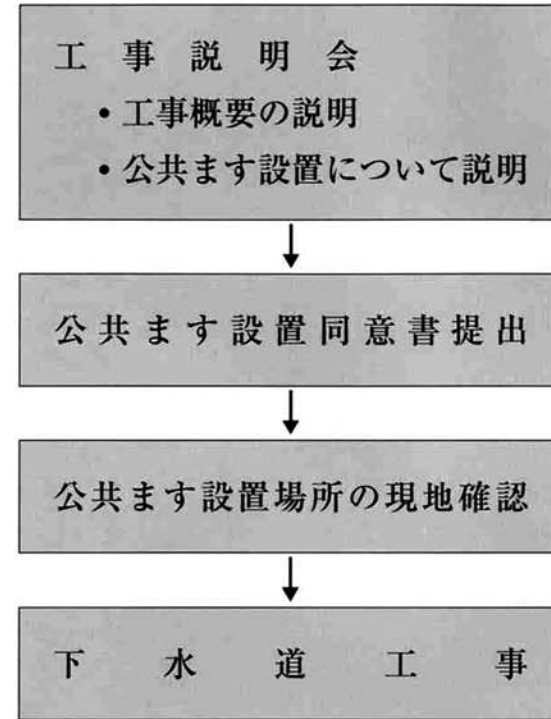 工事説明会
・工事概要の説明
・公共ます設置について説明
公共ます設置同意書提出
公共ます設置場所の現地確認
下水道工事